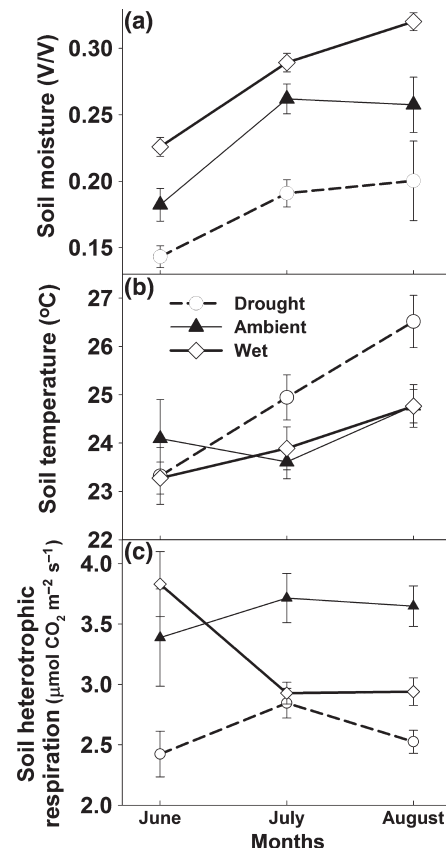 (a)
Soil moisture (V/V)
0.30
0.25
0.20
0.15
(b)
Soil temperature (ºC)
27
26
25
24
23
22
Drought
Ambient
Wet
(c)
Soil heterotrophic
respiration (μmol CO₂ m⁻² s⁻¹)
4.0
3.5
3.0
2.5
2.0
June July August
Months